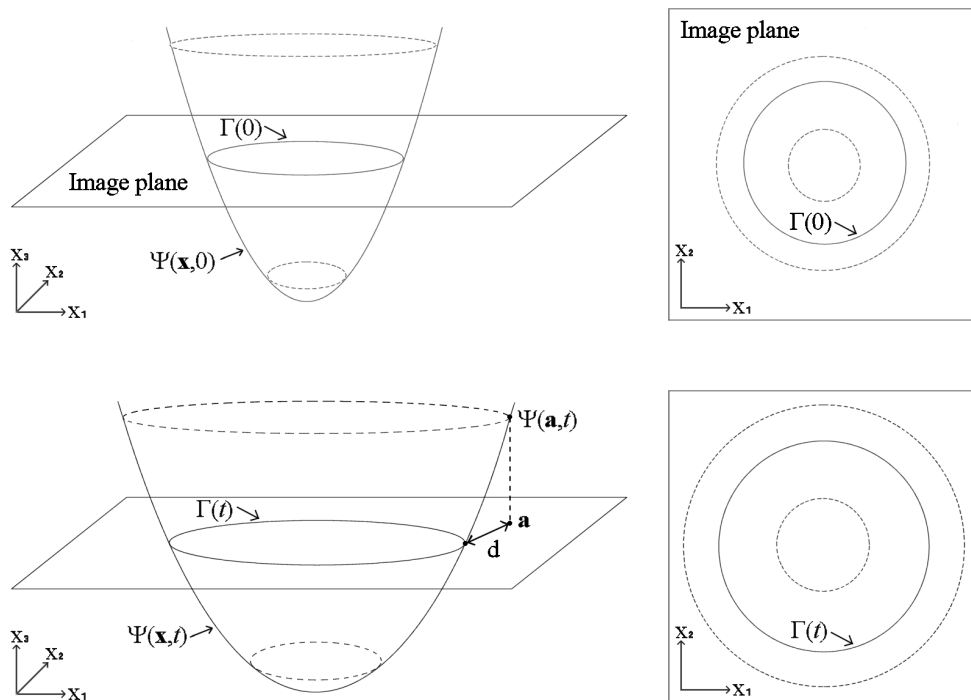 Γ(0)
Image plane
Ψ(x,0)
x₃
x₂
x₁
Image plane
Γ(0)
x₂
x₁
Ψ(a,t)
Γ(t)
a
d
Ψ(x,t)
x₃
x₂
x₁
Γ(t)
x₂
x₁